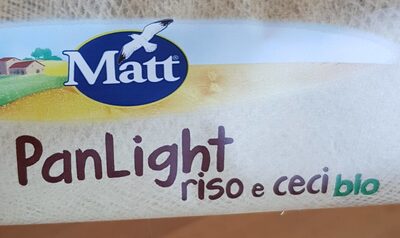 Matt
PanLight
riso e ceci bio